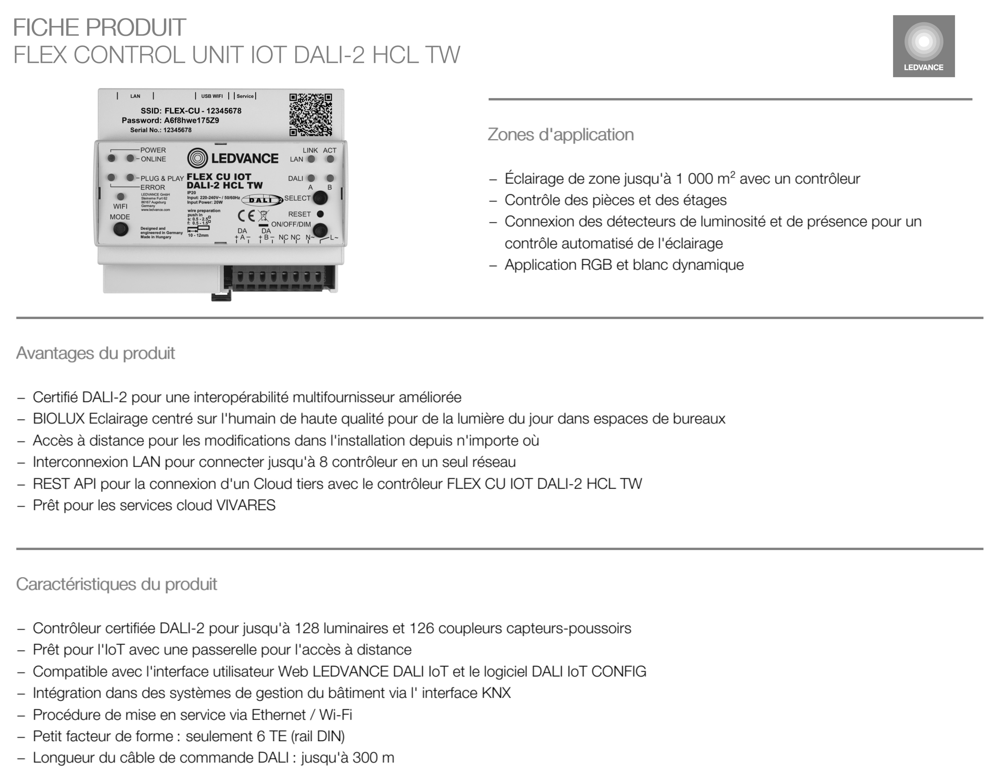 FICHE PRODUIT
FLEX CONTROL UNIT IOT DALI-2 HCL TW
LEDVANCE
LAN
USB WIFI
Service
SSID: FLEX-CU - 12345678
Password: A6f8hwe175Z9
Serial No.: 12345678
POWER
ONLINE
LEDVANCE
LINK ACT
LAN
PLUG & PLAY
ERROR
FLEX CU IOT
DALI-2 HCL TW
DALI
A B
IP20
Input: 220-240V~ / 50/60Hz
Input Power: 20W
LEDVANCE GmbH
Steinerne Furt 62
86167 Augsburg
Germany
www.ledvance.com
DALI 2
SELECT
WIFI
MODE
wire preparation
push in
s: 0.5 - 2.5
f: 0.5 - 1.5
10 - 12mm
CE
RESET
ON/OFF/DIM
Designed and
engineered in Germany
Made in Hungary
DA DA
+ A − + B − NC NC N~ L~
Zones d'application
– Éclairage de zone jusqu'à 1 000 m² avec un contrôleur
– Contrôle des pièces et des étages
– Connexion des détecteurs de luminosité et de présence pour un
contrôle automatisé de l'éclairage
– Application RGB et blanc dynamique
Avantages du produit
– Certifié DALI-2 pour une interopérabilité multifournisseur améliorée
– BIOLUX Eclairage centré sur l'humain de haute qualité pour de la lumière du jour dans espaces de bureaux
– Accès à distance pour les modifications dans l'installation depuis n'importe où
– Interconnexion LAN pour connecter jusqu'à 8 contrôleur en un seul réseau
– REST API pour la connexion d'un Cloud tiers avec le contrôleur FLEX CU IOT DALI-2 HCL TW
– Prêt pour les services cloud VIVARES
Caractéristiques du produit
– Contrôleur certifiée DALI-2 pour jusqu'à 128 luminaires et 126 coupleurs capteurs-poussoirs
– Prêt pour l'IoT avec une passerelle pour l'accès à distance
– Compatible avec l'interface utilisateur Web LEDVANCE DALI IoT et le logiciel DALI IoT CONFIG
– Intégration dans des systèmes de gestion du bâtiment via l' interface KNX
– Procédure de mise en service via Ethernet / Wi-Fi
– Petit facteur de forme : seulement 6 TE (rail DIN)
– Longueur du câble de commande DALI : jusqu'à 300 m